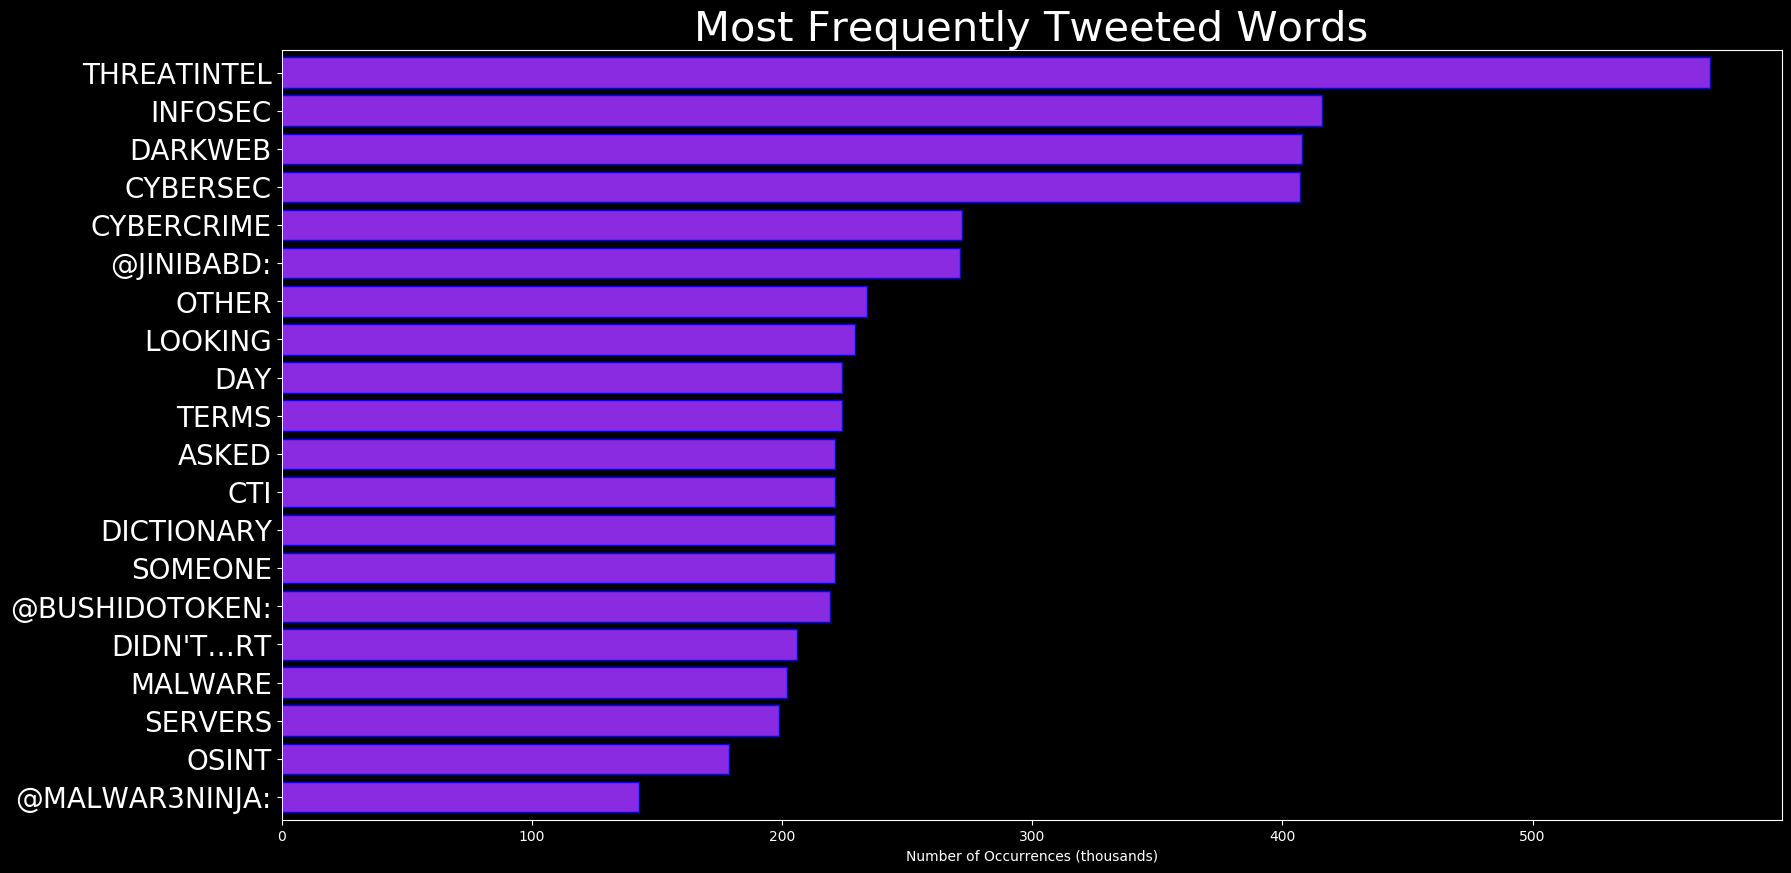 Most Frequently Tweeted Words
THREATINTEL
INFOSEC
DARKWEB
CYBERSEC
CYBERCRIME
@JINIBABD:
OTHER
LOOKING
DAY
TERMS
ASKED
CTI
DICTIONARY
SOMEONE
@BUSHIDOTOKEN:
DIDN'T…RT
MALWARE
SERVERS
OSINT
@MALWAR3NINJA:
0 100 200 300 400 500
Number of Occurrences (thousands)